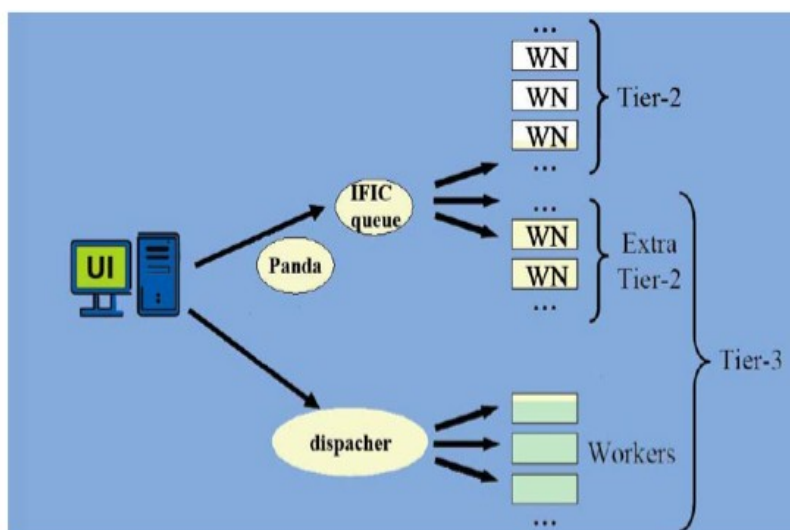 ...
WN
WN
WN
...
Tier-2
IFIC
queue
...
WN
WN
...
Extra
Tier-2
UI
Panda
Tier-3
dispacher
Workers
...